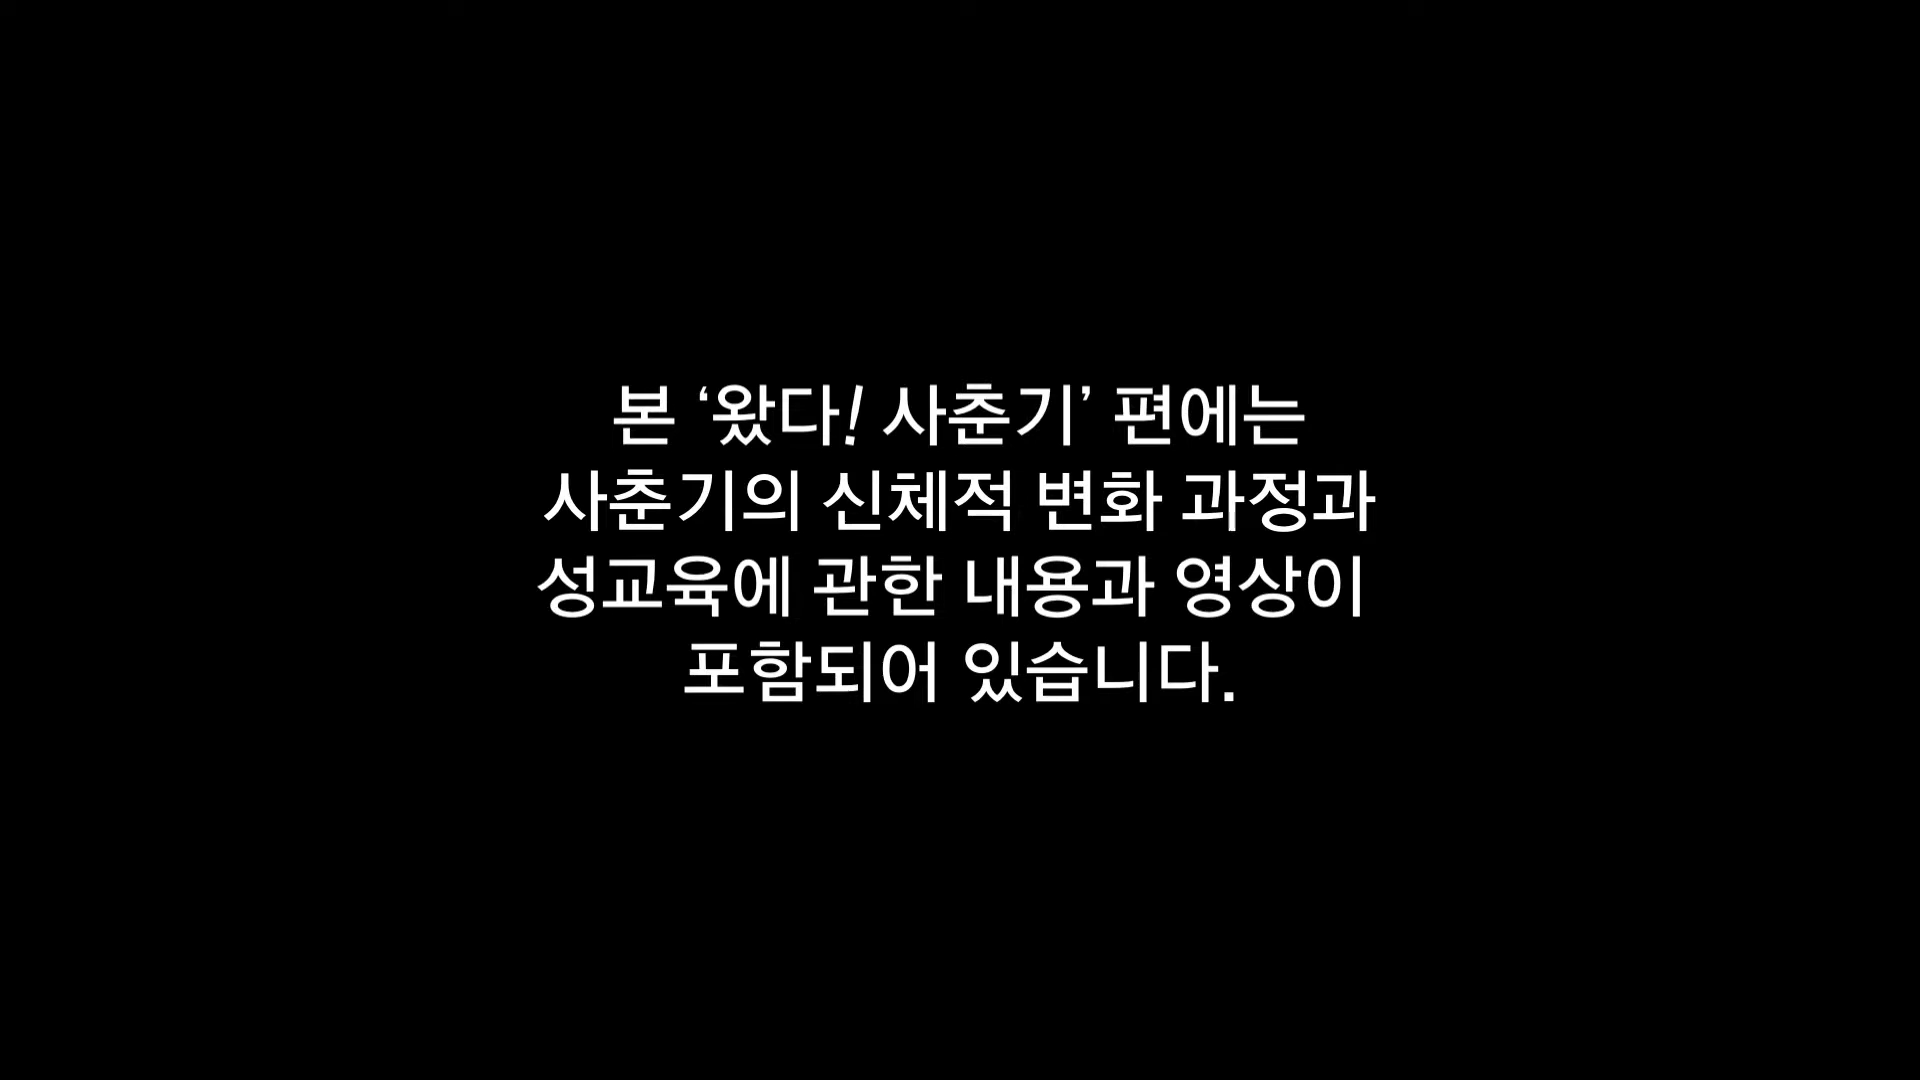 본 ‘왔다! 사춘기’ 편에는
사춘기의 신체적 변화 과정과
성교육에 관한 내용과 영상이
포함되어 있습니다.